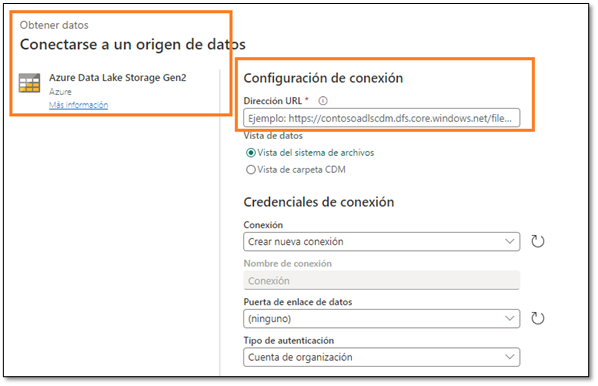 Obtener datos
Conectarse a un origen de datos
Azure Data Lake Storage Gen2
Azure
Más información
Configuración de conexión
Dirección URL *
Ejemplo: https://contosoadlscdm.dfs.core.windows.net/file...
Vista de datos
Vista del sistema de archivos
Vista de carpeta CDM
Credenciales de conexión
Conexión
Crear nueva conexión
Nombre de conexión
Conexión
Puerta de enlace de datos
(ninguno)
Tipo de autenticación
Cuenta de organización